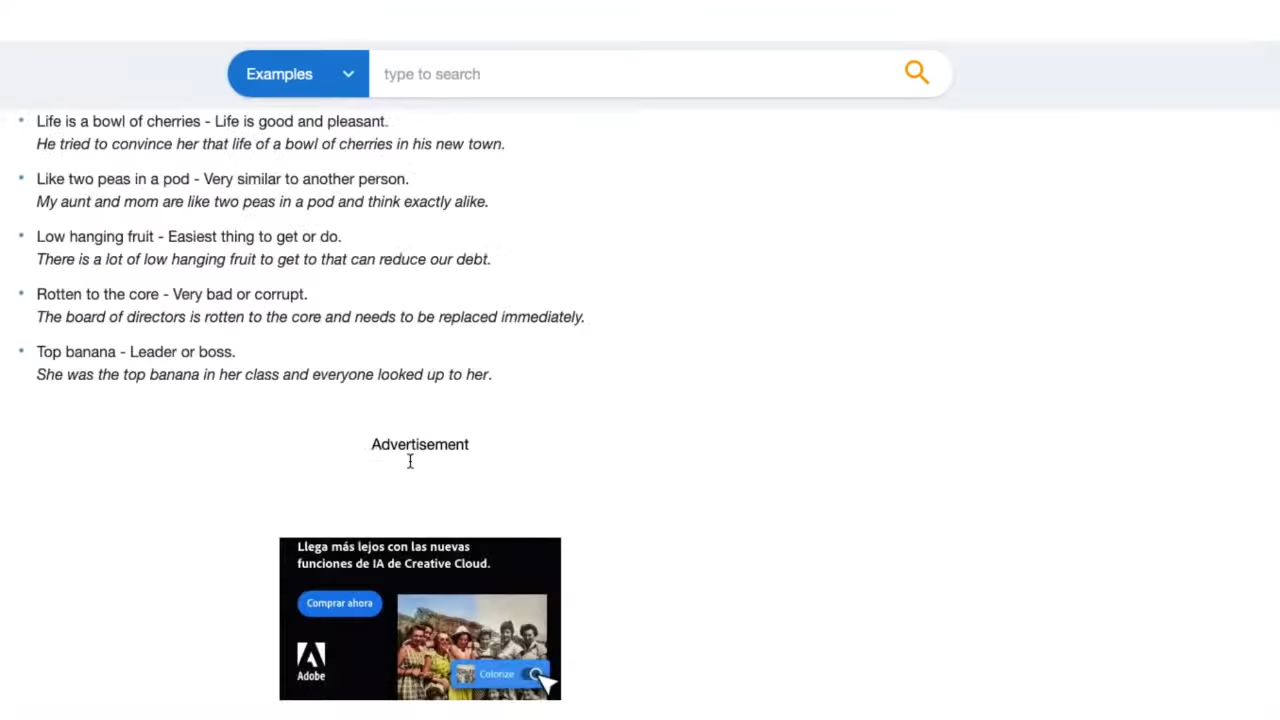 Examples
type to search
Life is a bowl of cherries - Life is good and pleasant.
He tried to convince her that life of a bowl of cherries in his new town.
Like two peas in a pod - Very similar to another person.
My aunt and mom are like two peas in a pod and think exactly alike.
Low hanging fruit - Easiest thing to get or do.
There is a lot of low hanging fruit to get to that can reduce our debt.
Rotten to the core - Very bad or corrupt.
The board of directors is rotten to the core and needs to be replaced immediately.
Top banana - Leader or boss.
She was the top banana in her class and everyone looked up to her.
Advertisement
Llega más lejos con las nuevas
funciones de IA de Creative Cloud.
Comprar ahora
Adobe
Colorize